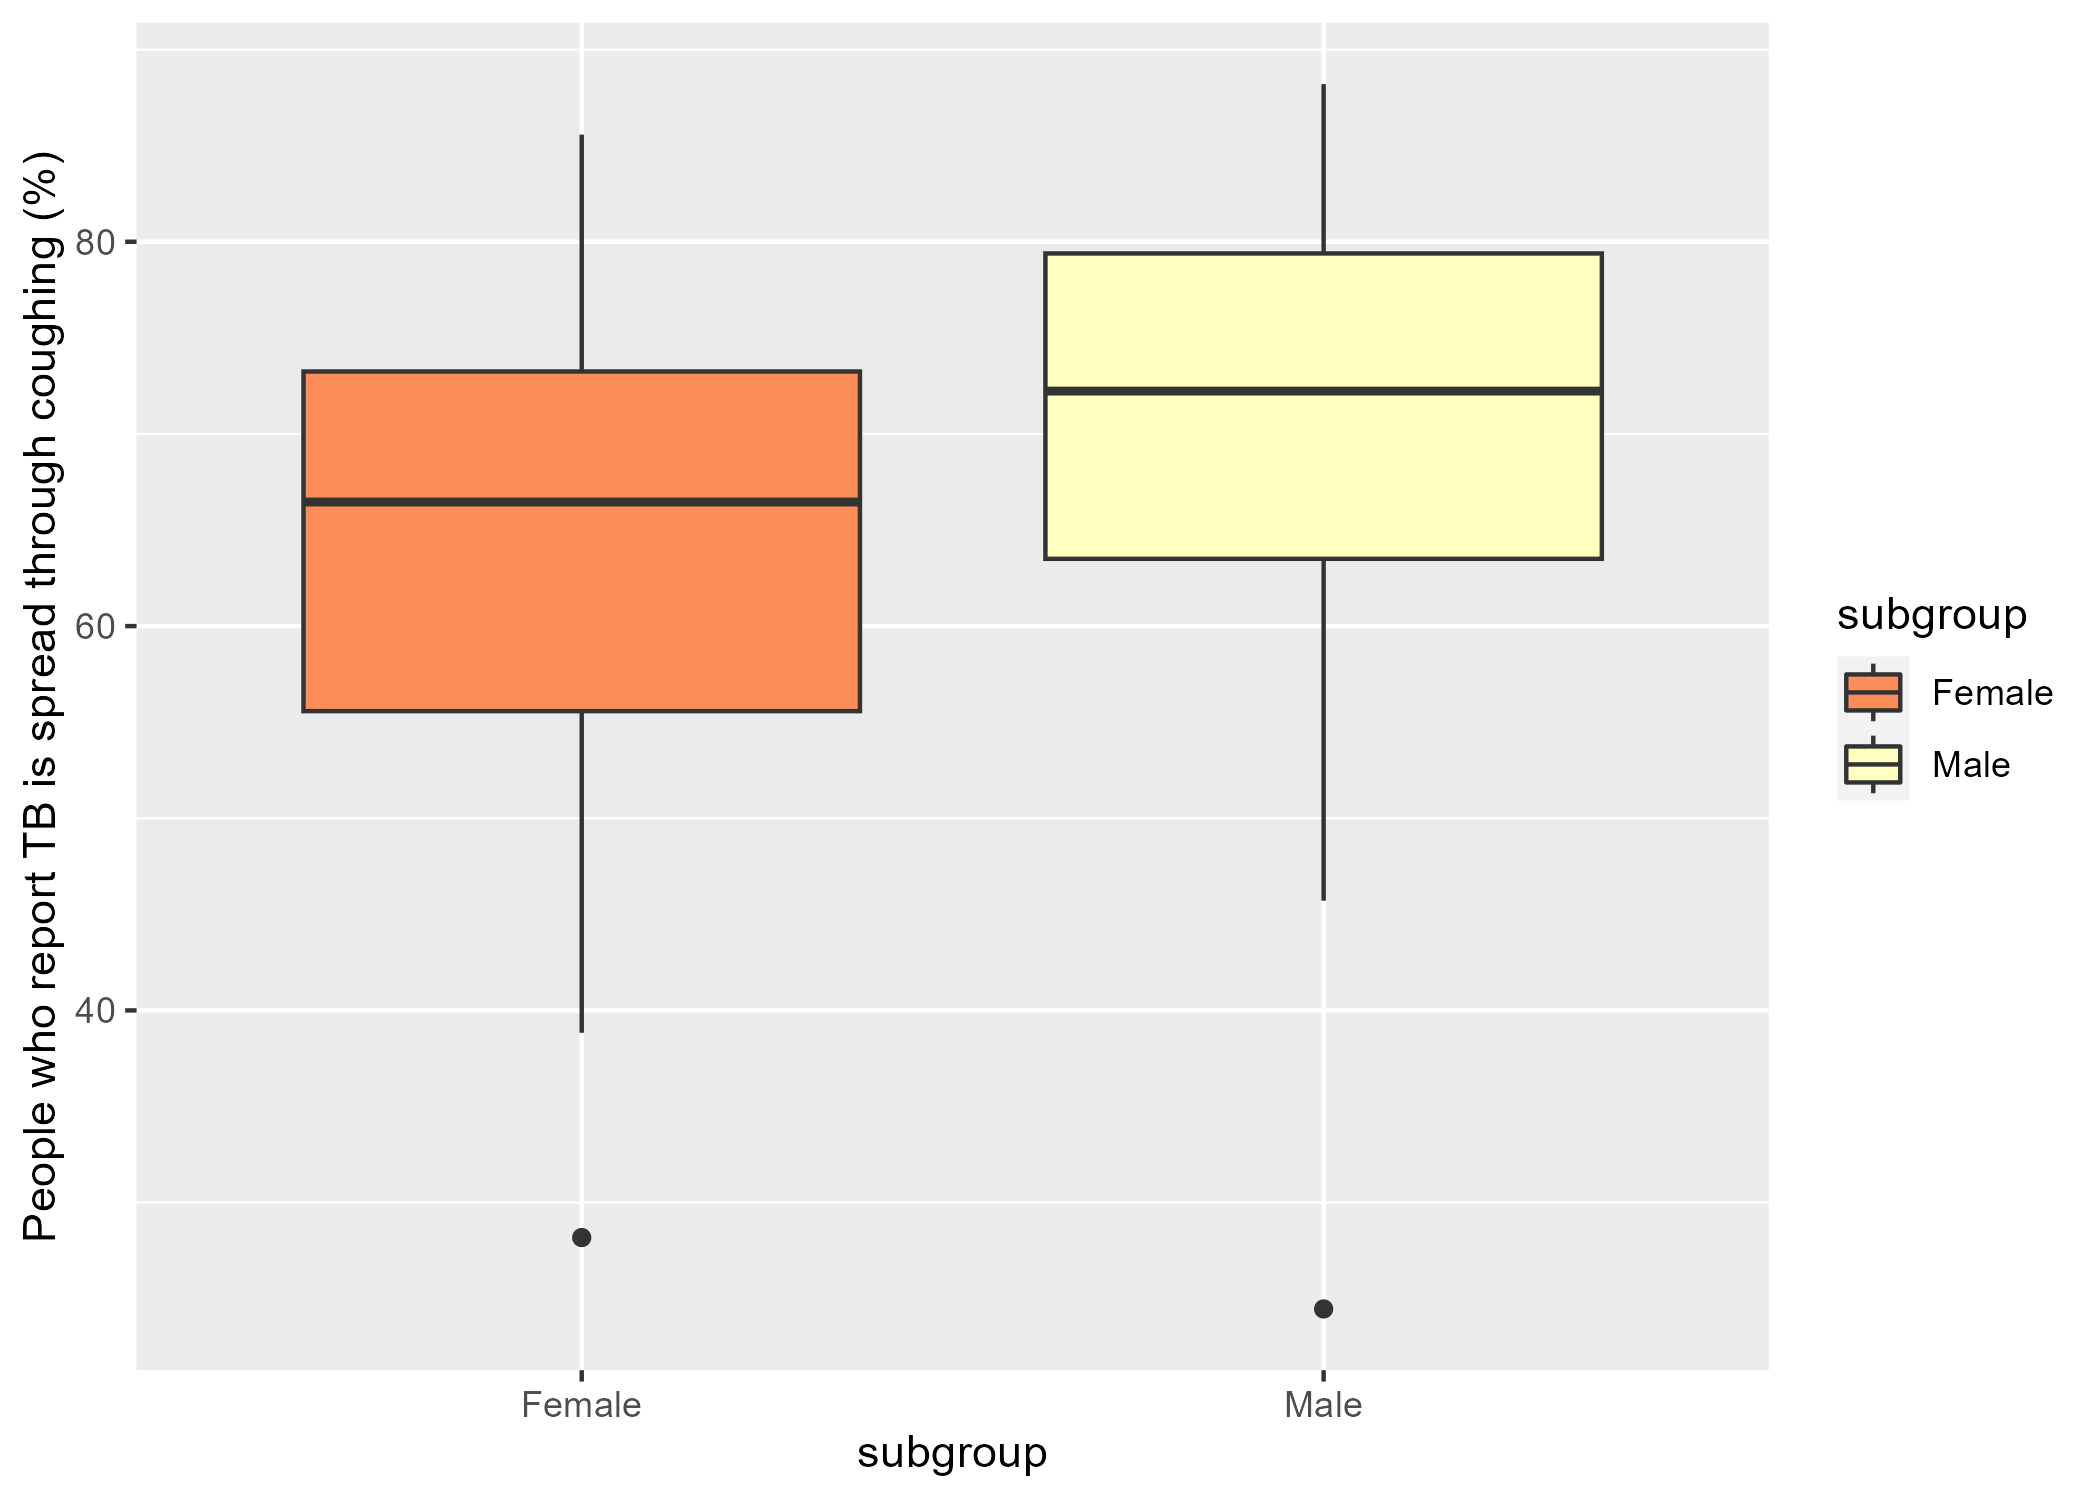 People who report TB is spread through coughing (%)
80
60
40
Female
Male
subgroup
subgroup
Female
Male